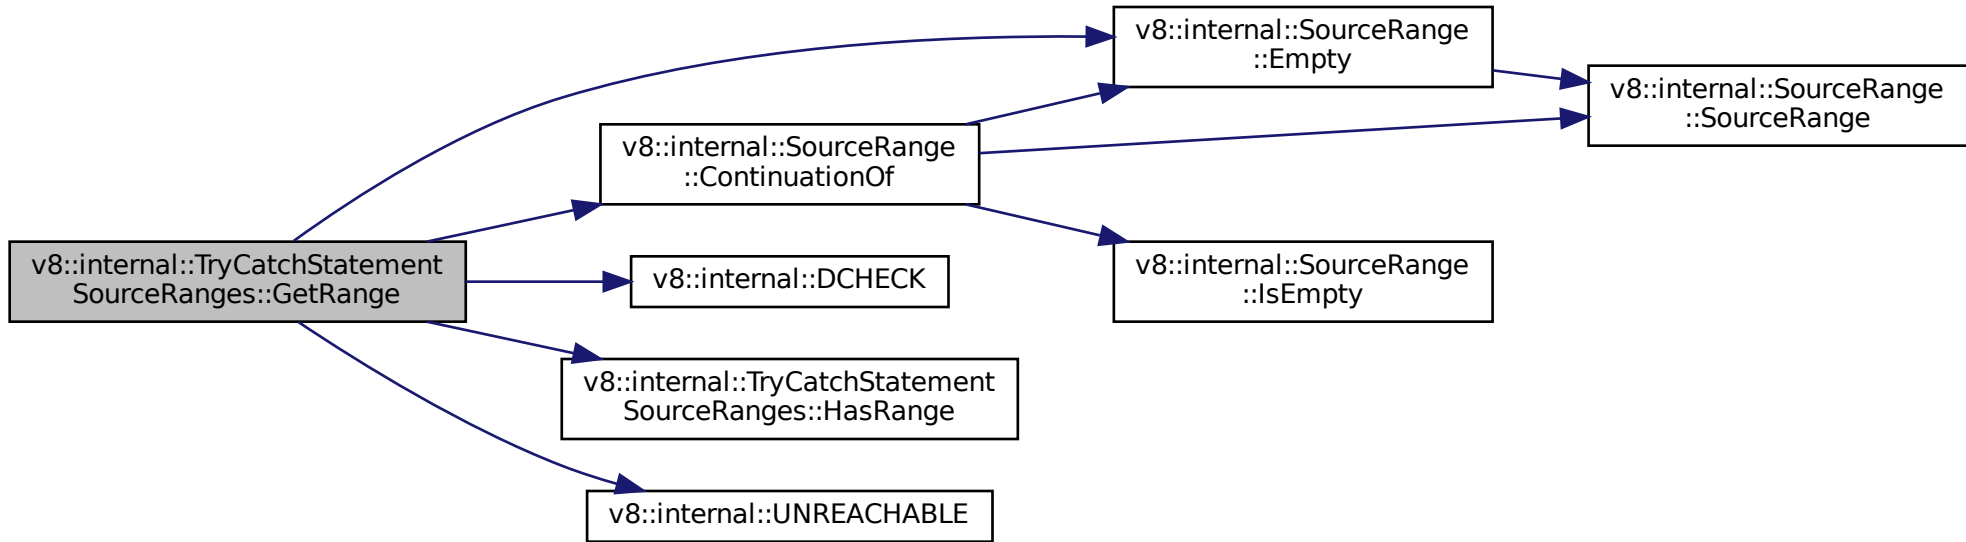 v8::internal::TryCatchStatement
SourceRanges::GetRange
v8::internal::SourceRange
::ContinuationOf
v8::internal::DCHECK
v8::internal::TryCatchStatement
SourceRanges::HasRange
v8::internal::UNREACHABLE
v8::internal::SourceRange
::Empty
v8::internal::SourceRange
::IsEmpty
v8::internal::SourceRange
::SourceRange